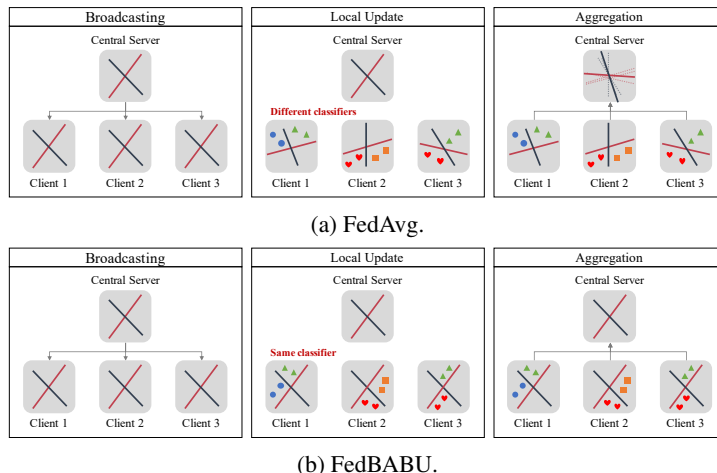 Broadcasting Local Update Aggregation
Central Server Central Server Central Server
Different classifiers
Client 1 Client 2 Client 3 Client 1 Client 2 Client 3 Client 1 Client 2 Client 3
(a) FedAvg.
Broadcasting Local Update Aggregation
Central Server Central Server Central Server
Same classifier
Client 1 Client 2 Client 3 Client 1 Client 2 Client 3 Client 1 Client 2 Client 3
(b) FedBABU.